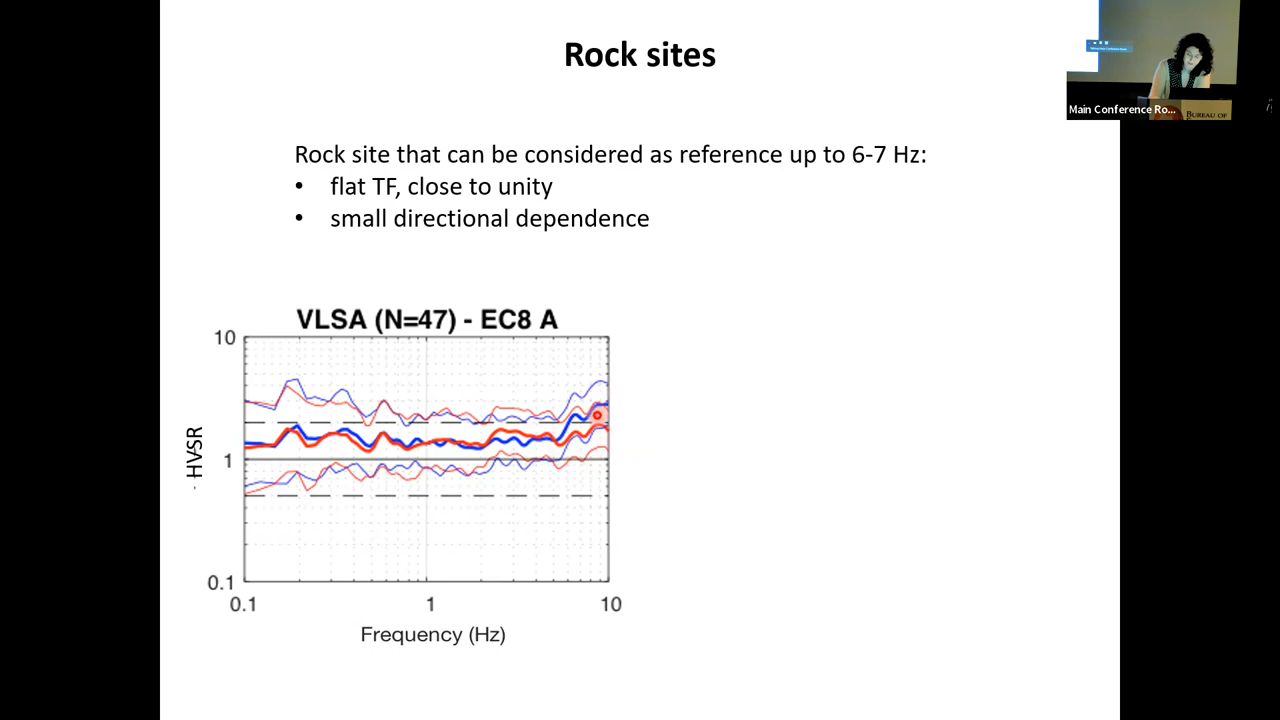 Rock sites
Main Conference Ro...
BUREAU OF
Rock site that can be considered as reference up to 6-7 Hz:
• flat TF, close to unity
• small directional dependence
VLSA (N=47) - EC8 A
10
1
0.1
HVSR
0.1 1 10
Frequency (Hz)